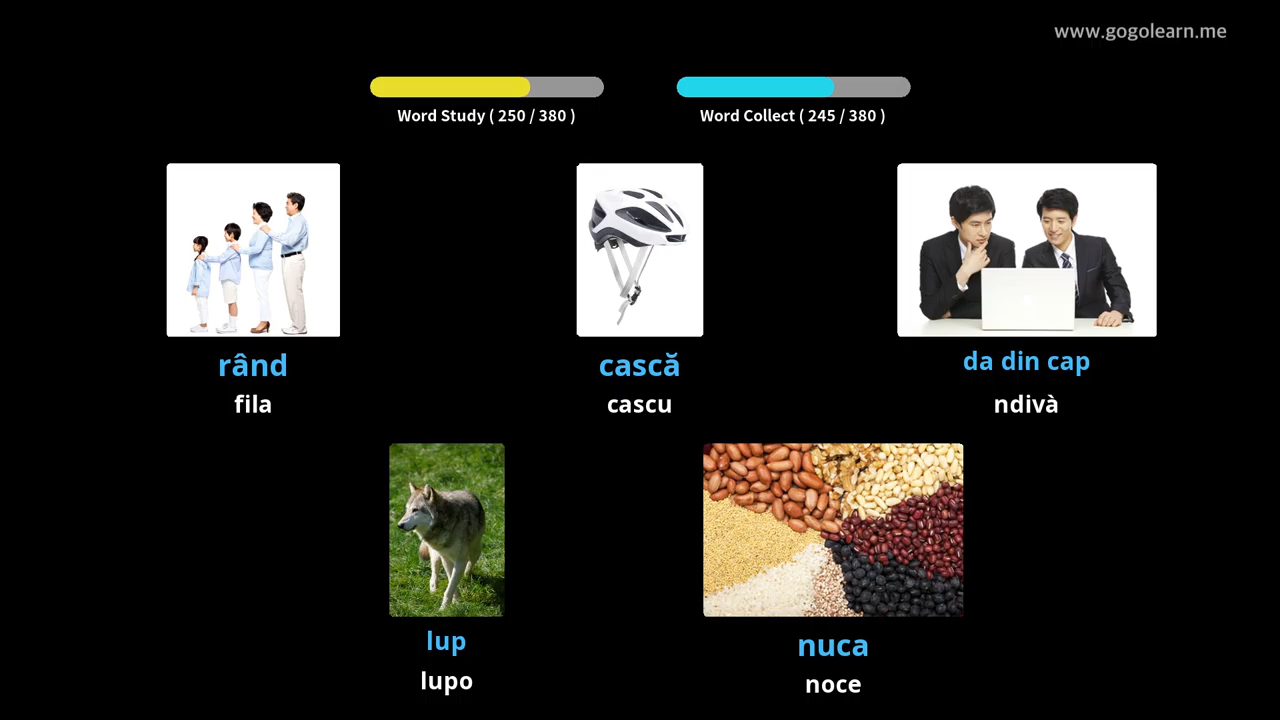 www.gogolearn.me
Word Study ( 250 / 380 )
Word Collect ( 245 / 380 )
rând
fila
cască
cascu
da din cap
ndivà
lup
lupo
nuca
noce